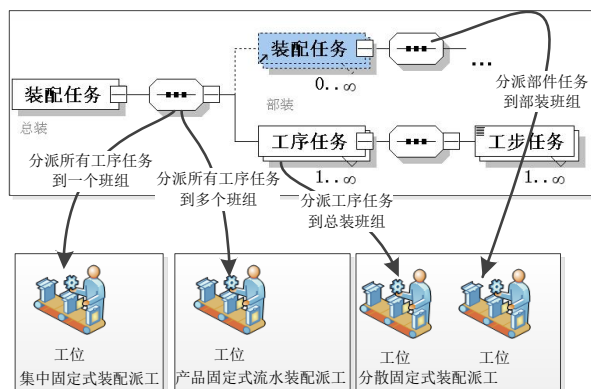 装配任务
0..∞
...
装配任务
总装
部装
分派部件任务
到部装班组
工序任务
1..∞
工步任务
1..∞
分派所有工序任务
到一个班组
分派所有工序任务
到多个班组
分派工序任务
到总装班组
工位
集中固定式装配派工
工位
产品固定式流水装配派工
工位
工位
分散固定式装配派工